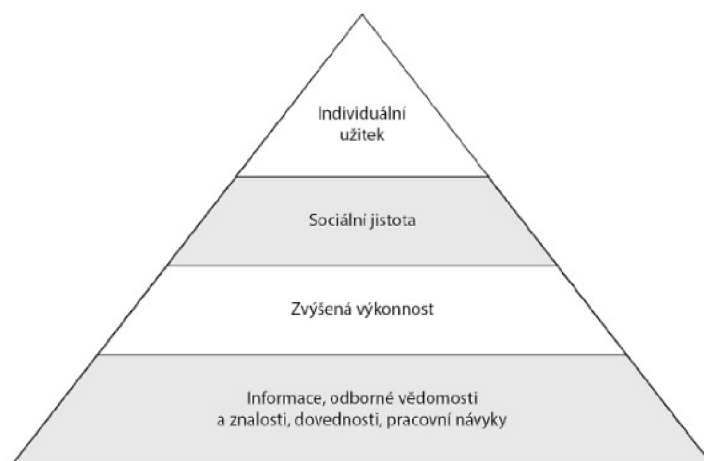 Individuální
užitek
Sociální jistota
Zvýšená výkonnost
Informace, odborné vědomosti
a znalosti, dovednosti, pracovní návyky